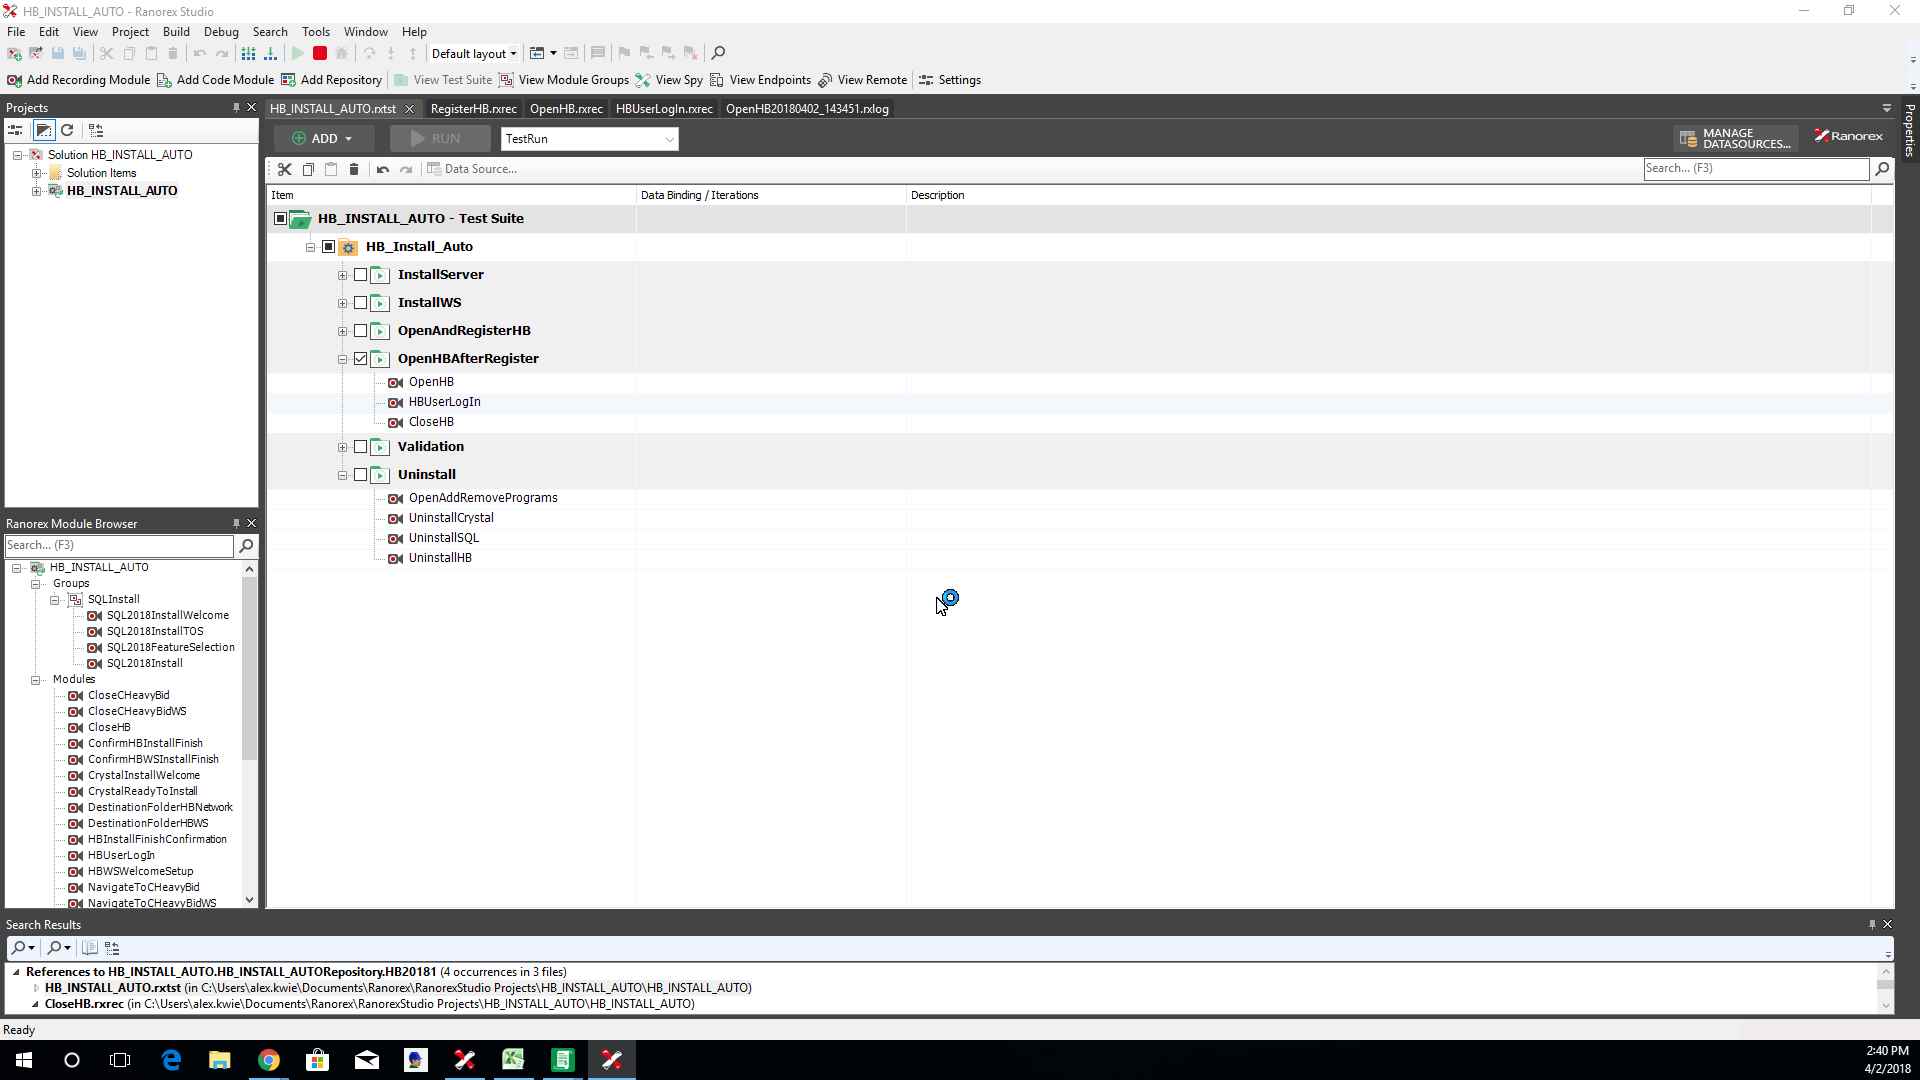 HB_INSTALL_AUTO - Ranorex Studio
File Edit View Project Build Debug Search Tools Window Help
Default layout
Add Recording Module Add Code Module Add Repository View Test Suite View Module Groups View Spy View Endpoints View Remote Settings
Projects
HB_INSTALL_AUTO.rxtst RegisterHB.rxrec OpenHB.rxrec HBUserLogIn.rxrec OpenHB20180402_143451.rxlog
Properties
ADD RUN TestRun MANAGE DATASOURCES... Ranorex
Solution HB_INSTALL_AUTO
Solution Items
HB_INSTALL_AUTO
Data Source... Search... (F3)
Item Data Binding / Iterations Description
HB_INSTALL_AUTO - Test Suite
HB_Install_Auto
InstallServer
InstallWS
OpenAndRegisterHB
OpenHBAfterRegister
OpenHB
HBUserLogIn
CloseHB
Validation
Uninstall
OpenAddRemovePrograms
UninstallCrystal
UninstallSQL
UninstallHB
Ranorex Module Browser
Search... (F3)
HB_INSTALL_AUTO
Groups
SQLInstall
SQL2018InstallWelcome
SQL2018InstallTOS
SQL2018FeatureSelection
SQL2018Install
Modules
CloseCHeavyBid
CloseCHeavyBidWS
CloseHB
ConfirmHBInstallFinish
ConfirmHBWSInstallFinish
CrystalInstallWelcome
CrystalReadyToInstall
DestinationFolderHBNetwork
DestinationFolderHBWS
HBInstallFinishConfirmation
HBUserLogIn
HBWSWelcomeSetup
NavigateToCHeavyBid
NavigateToCHeavyBidWS
Search Results
References to HB_INSTALL_AUTO.HB_INSTALL_AUTORepository.HB20181 (4 occurrences in 3 files)
HB_INSTALL_AUTO.rxtst (in C:\Users\alex.kwie\Documents\Ranorex\RanorexStudio Projects\HB_INSTALL_AUTO\HB_INSTALL_AUTO)
CloseHB.rxrec (in C:\Users\alex.kwie\Documents\Ranorex\RanorexStudio Projects\HB_INSTALL_AUTO\HB_INSTALL_AUTO)
Ready
2:40 PM
4/2/2018